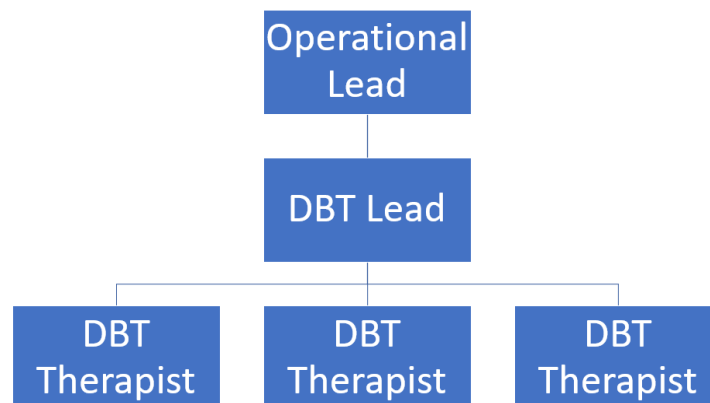 Operational
Lead
DBT Lead
DBT
Therapist
DBT
Therapist
DBT
Therapist